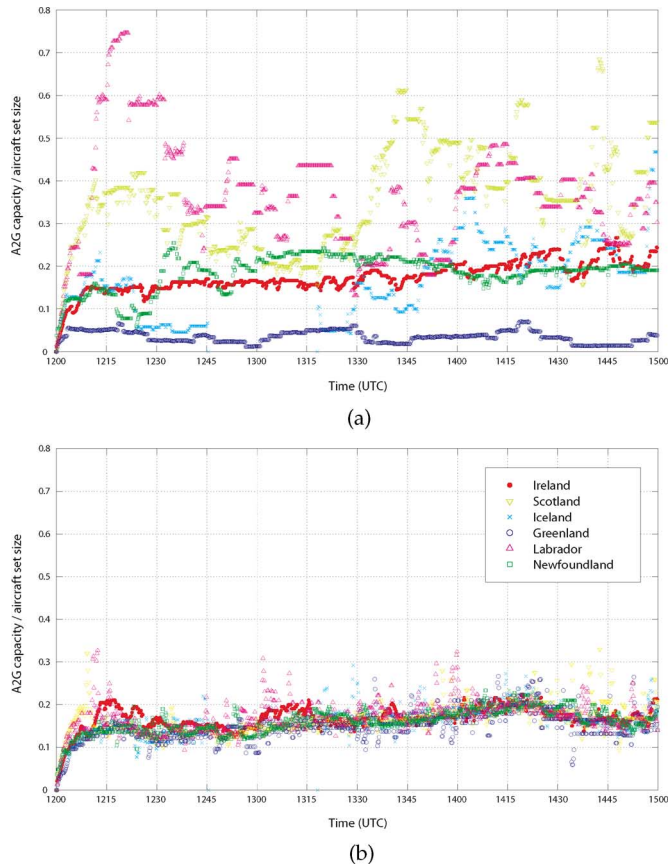 0.8
0.7
0.6
0.5
0.4
0.3
0.2
0.1
0
A2G capacity / aircraft set size
1200 1215 1230 1245 1300 1315 1330 1345 1400 1415 1430 1445 1500
Time (UTC)
(a)
0.8
0.7
0.6
0.5
0.4
0.3
0.2
0.1
0
A2G capacity / aircraft set size
Ireland
Scotland
Iceland
Greenland
Labrador
Newfoundland
1200 1215 1230 1245 1300 1315 1330 1345 1400 1415 1430 1445 1500
Time (UTC)
(b)